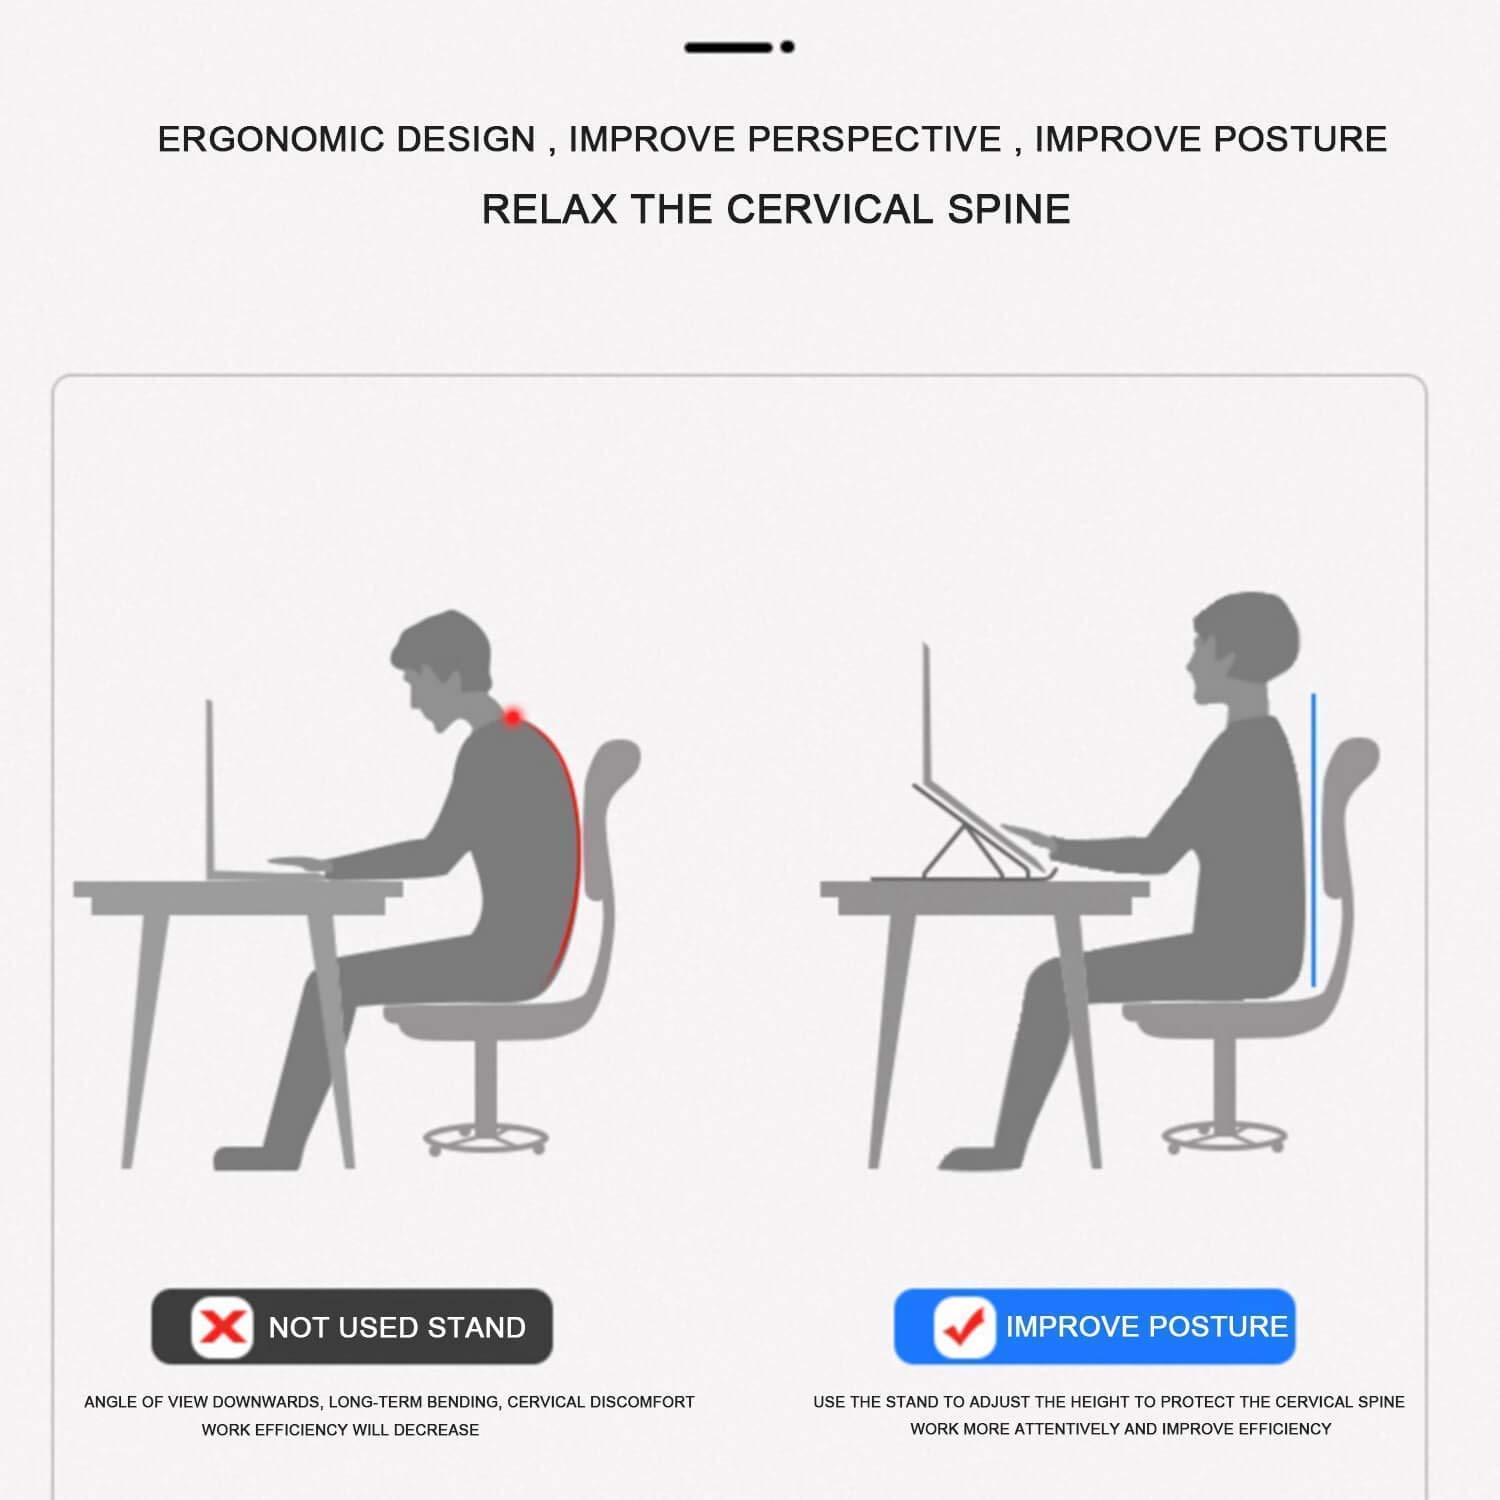 ERGONOMIC DESIGN , IMPROVE PERSPECTIVE , IMPROVE POSTURE
RELAX THE CERVICAL SPINE
NOT USED STAND
ANGLE OF VIEW DOWNWARDS, LONG-TERM BENDING, CERVICAL DISCOMFORT
WORK EFFICIENCY WILL DECREASE
IMPROVE POSTURE
USE THE STAND TO ADJUST THE HEIGHT TO PROTECT THE CERVICAL SPINE
WORK MORE ATTENTIVELY AND IMPROVE EFFICIENCY